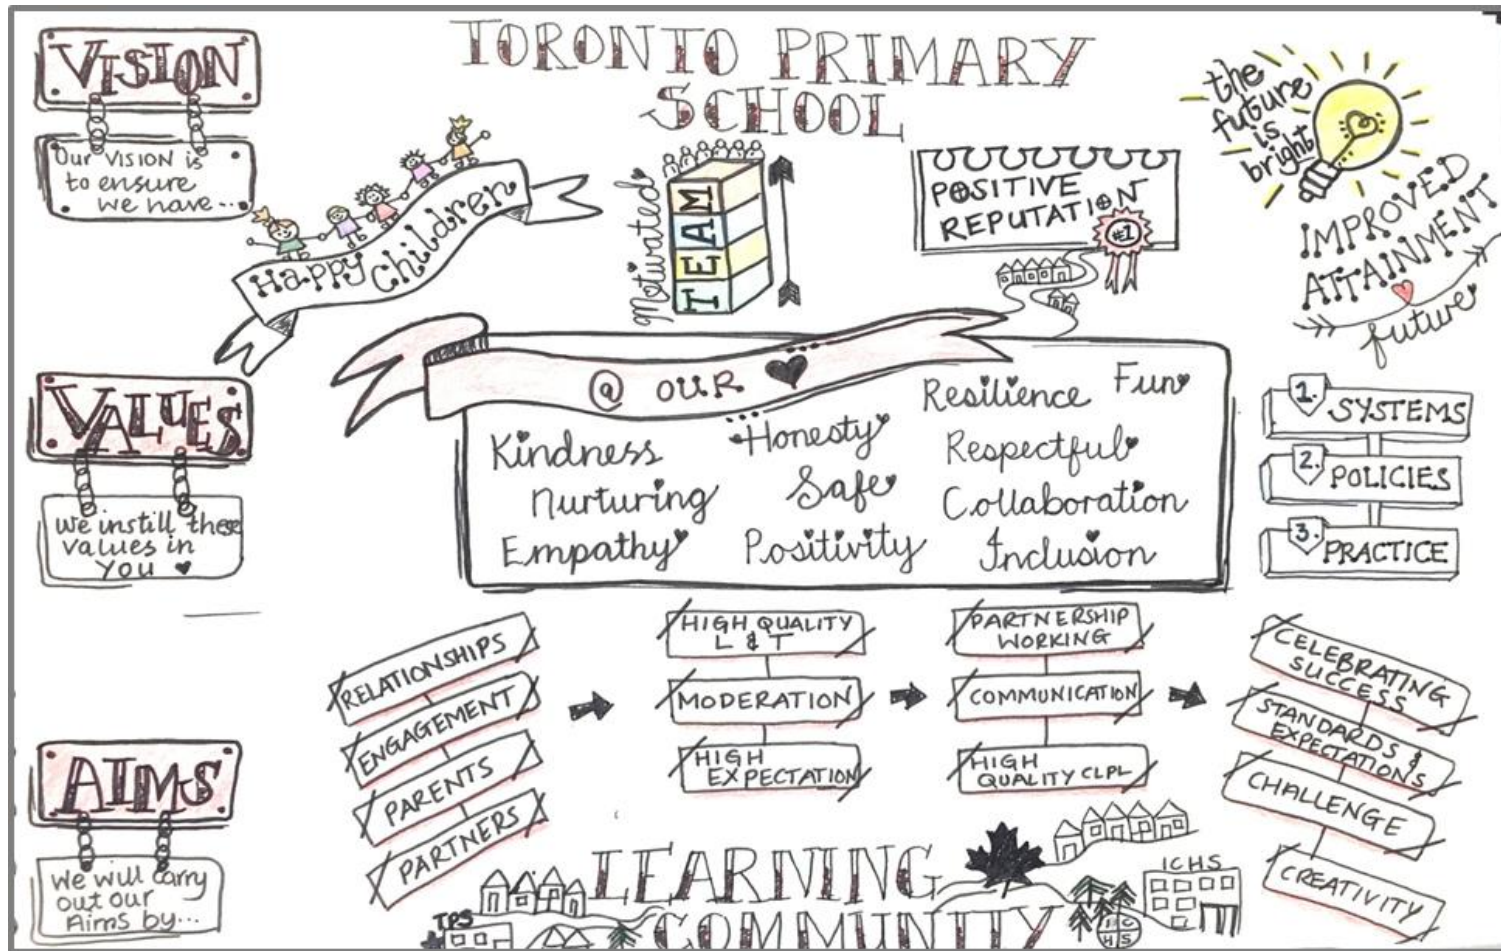 TORONTO PRIMARY
SCHOOL
VISION
Our VISION is
to ensure
we have...
Happy children
Motivated
TEAM
POSITIVE
REPUTATION
#1
the
future
is
bright
IMPROVED
ATTAINMENT
future
VALUES
We instill these
values in
you
@ OUR
Resilience Fun
Kindness Honesty Respectful
Nurturing Safe Collaboration
Empathy Positivity Inclusion
1. SYSTEMS
2. POLICIES
3. PRACTICE
AIMS
We will carry
out our
Aims by...
RELATIONSHIPS
ENGAGEMENT
PARENTS
PARTNERS
HIGH QUALITY
L & T
MODERATION
HIGH
EXPECTATION
PARTNERSHIP
WORKING
COMMUNICATION
HIGH
QUALITY CLPL
CELEBRATING
SUCCESS
STANDARDS &
EXPECTATIONS
CHALLENGE
CREATIVITY
LEARNING
COMMUNITY
TPS
ICHS
I C
H S